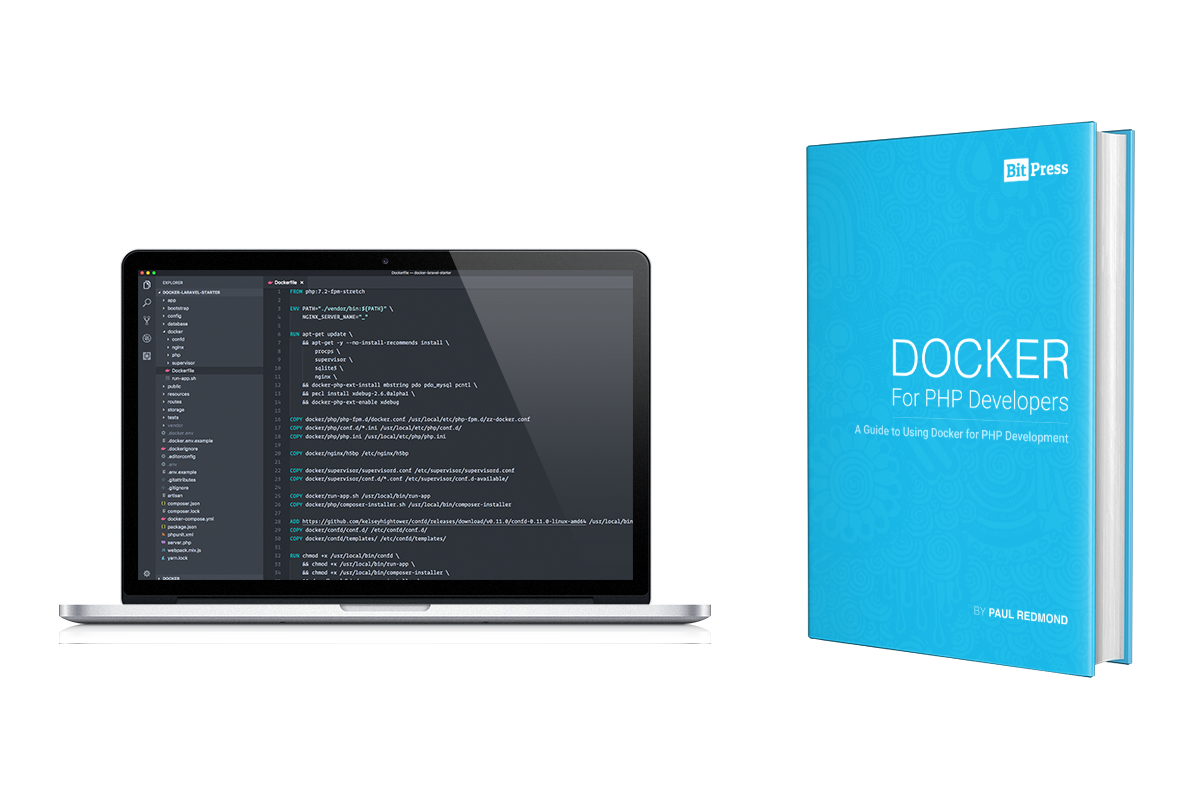 Dockerfile — docker-laravel-starter
EXPLORER
DOCKER-LARAVEL-STARTER
app
bootstrap
config
database
docker
confd
nginx
php
supervisor
Dockerfile
run-app.sh
public
resources
routes
storage
tests
vendor
.docker.env
.docker.env.example
.dockerignore
.editorconfig
.env
.env.example
.gitattributes
.gitignore
artisan
composer.json
composer.lock
docker-compose.yml
package.json
phpunit.xml
server.php
webpack.mix.js
yarn.lock
DOCKER
Dockerfile ×
1 FROM php:7.2-fpm-stretch
2
3 ENV PATH="./vendor/bin:${PATH}" \
4 NGINX_SERVER_NAME="_"
5
6 RUN apt-get update \
7 && apt-get -y --no-install-recommends install \
8 procps \
9 supervisor \
10 sqlite3 \
11 nginx \
12 && docker-php-ext-install mbstring pdo pdo_mysql pcntl \
13 && pecl install xdebug-2.6.0alpha1 \
14 && docker-php-ext-enable xdebug
15
16 COPY docker/php/php-fpm.d/docker.conf /usr/local/etc/php-fpm.d/zz-docker.conf
17 COPY docker/php/conf.d/*.ini /usr/local/etc/php/conf.d/
18 COPY docker/php/php.ini /usr/local/etc/php/php.ini
19
20 COPY docker/nginx/h5bp /etc/nginx/h5bp
21
22 COPY docker/supervisor/supervisord.conf /etc/supervisor/supervisord.conf
23 COPY docker/supervisor/conf.d/*.conf /etc/supervisor/conf.d-available/
24
25 COPY docker/run-app.sh /usr/local/bin/run-app
26 COPY docker/php/composer-installer.sh /usr/local/bin/composer-installer
27
28 ADD https://github.com/kelseyhightower/confd/releases/download/v0.11.0/confd-0.11.0-linux-amd64 /usr/local/bin
29 COPY docker/confd/conf.d/ /etc/confd/conf.d/
30 COPY docker/confd/templates/ /etc/confd/templates/
31
32 RUN chmod +x /usr/local/bin/confd \
33 && chmod +x /usr/local/bin/run-app \
34 && chmod +x /usr/local/bin/composer-installer \
Bit Press
DOCKER
For PHP Developers
A Guide to Using Docker for PHP Development
BY PAUL REDMOND